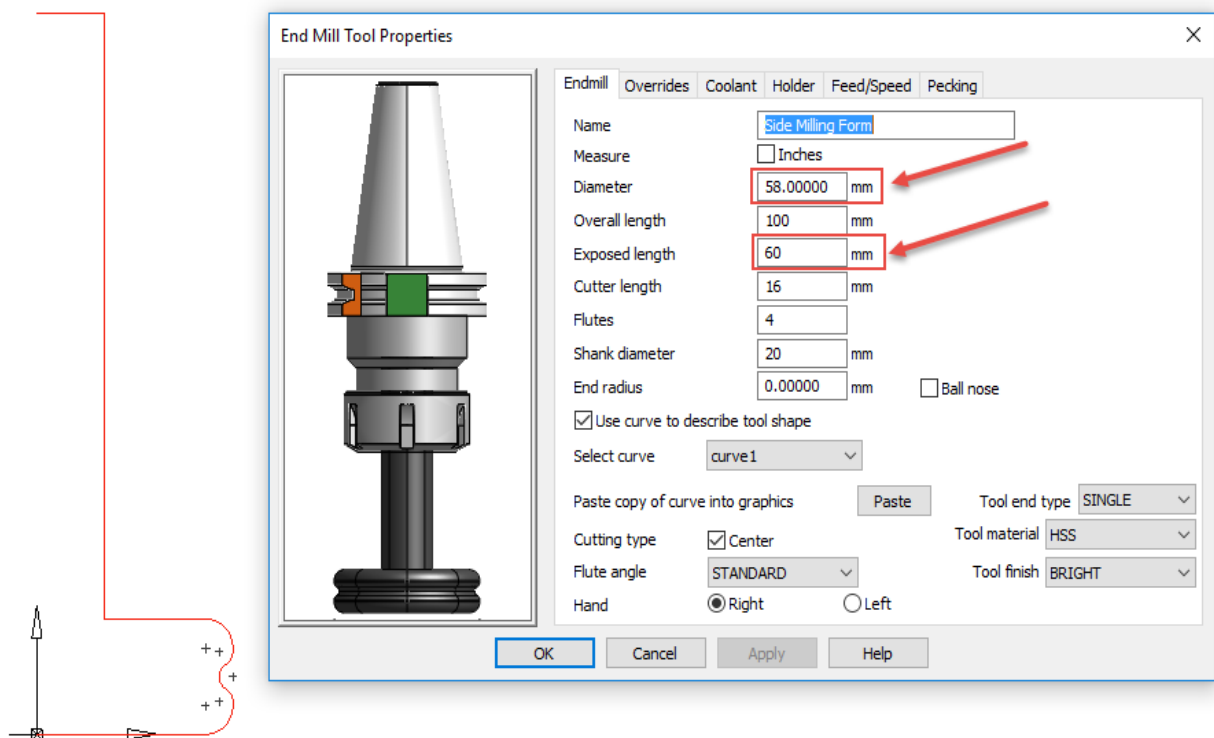 End Mill Tool Properties
Endmill Overrides Coolant Holder Feed/Speed Pecking
Name Side Milling Form
Measure Inches
Diameter 58.00000 mm
Overall length 100 mm
Exposed length 60 mm
Cutter length 16 mm
Flutes 4
Shank diameter 20 mm
End radius 0.00000 mm Ball nose
Use curve to describe tool shape
Select curve curve1
Paste copy of curve into graphics Paste Tool end type SINGLE
Cutting type Center Tool material HSS
Flute angle STANDARD Tool finish BRIGHT
Hand Right Left
OK Cancel Apply Help